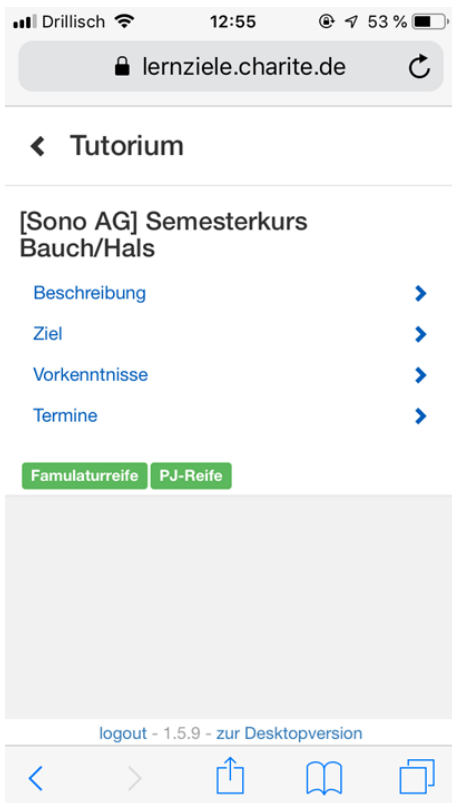 Drillisch 12:55 53 %
lernziele.charite.de
Tutorium
[Sono AG] Semesterkurs
Bauch/Hals
Beschreibung
Ziel
Vorkenntnisse
Termine
Famulaturreife PJ-Reife
logout - 1.5.9 - zur Desktopversion